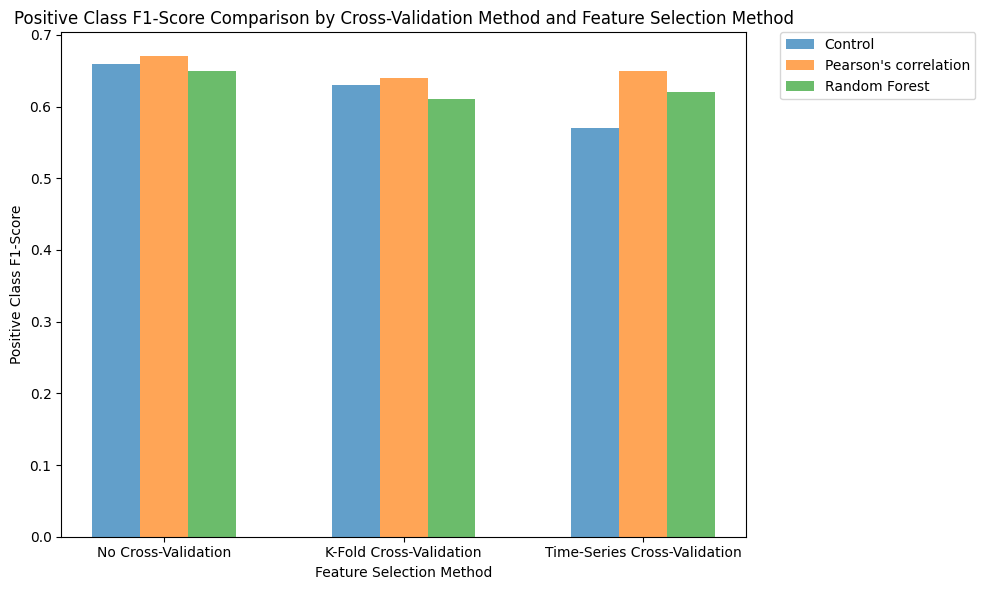 Positive Class F1-Score Comparison by Cross-Validation Method and Feature Selection Method
Control
Pearson's correlation
Random Forest
Positive Class F1-Score
0.7
0.6
0.5
0.4
0.3
0.2
0.1
0.0
No Cross-Validation
K-Fold Cross-Validation
Time-Series Cross-Validation
Feature Selection Method